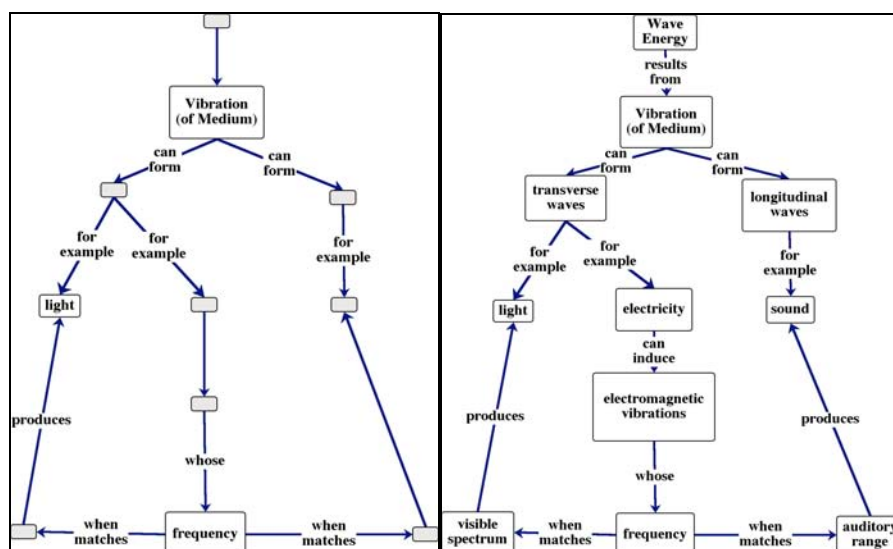 Vibration
(of Medium)
can
form
can
form
for
example
for
example
for
example
light
produces
whose
when
matches
frequency
when
matches
Wave
Energy
results
from
Vibration
(of Medium)
can
form
can
form
transverse
waves
longitudinal
waves
for
example
for
example
for
example
light
electricity
sound
can
induce
electromagnetic
vibrations
produces
produces
whose
visible
spectrum
when
matches
frequency
when
matches
auditory
range